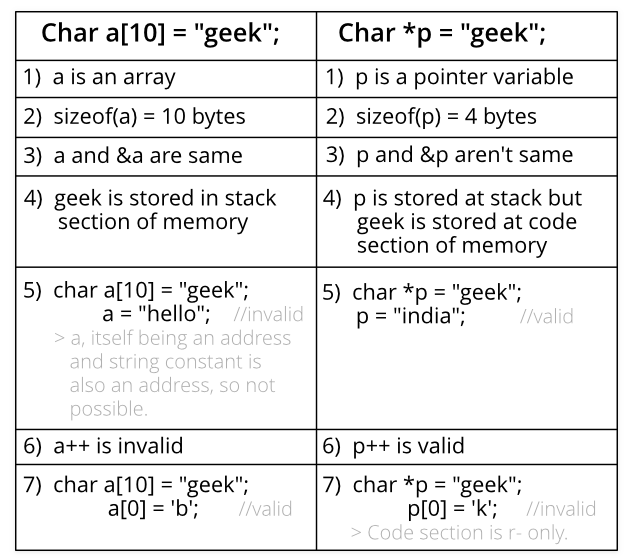 Char a[10] = "geek";
Char *p = "geek";
1) a is an array
1) p is a pointer variable
2) sizeof(a) = 10 bytes
2) sizeof(p) = 4 bytes
3) a and &a are same
3) p and &p aren't same
4) geek is stored in stack
section of memory
4) p is stored at stack but
geek is stored at code
section of memory
5) char a[10] = "geek";
a = "hello"; //invalid
> a, itself being an address
and string constant is
also an address, so not
possible.
5) char *p = "geek";
p = "india"; //valid
6) a++ is invalid
6) p++ is valid
7) char a[10] = "geek";
a[0] = 'b'; //valid
7) char *p = "geek";
p[0] = 'k'; //invalid
> Code section is r- only.